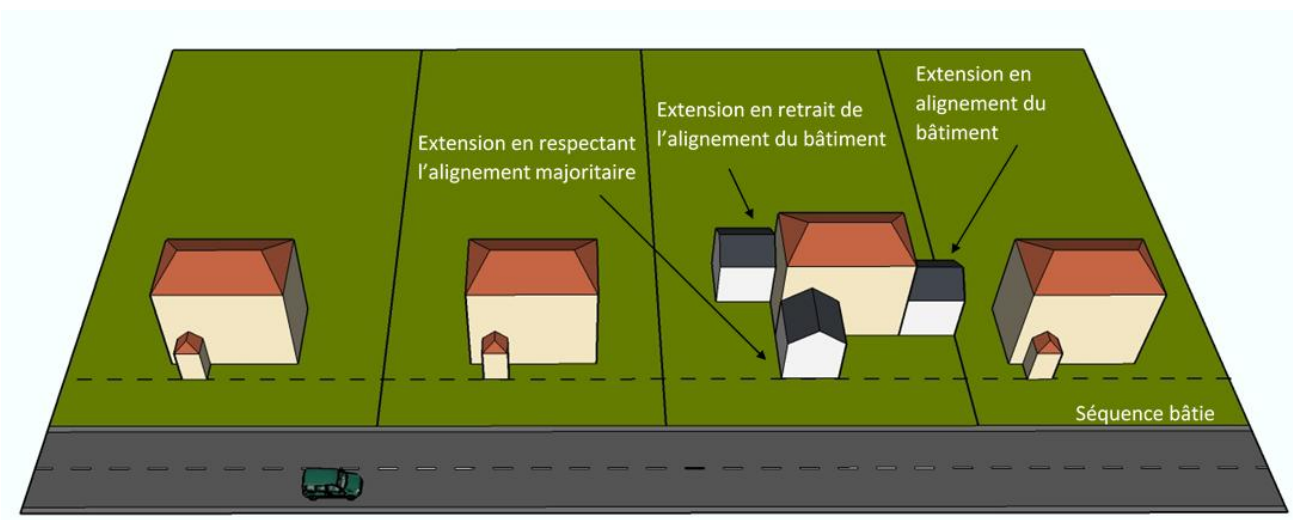 Extension en respectant
l'alignement majoritaire
Extension en retrait de
l'alignement du bâtiment
Extension en
alignement du
bâtiment
Séquence bâtie